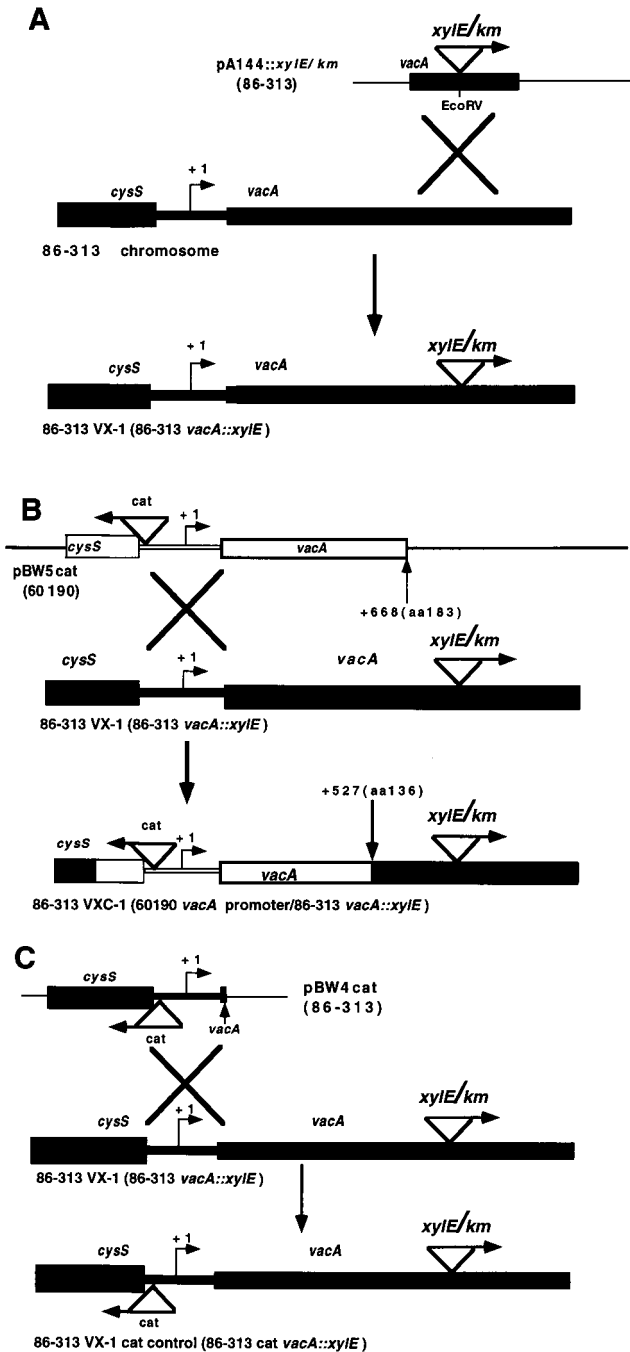 A
xylE/km
pA144::xylE/km
(86-313)
vacA
EcoRV
+ 1
cysS
vacA
86-313 chromosome
+ 1
cysS
vacA
xylE/km
86-313 VX-1 (86-313 vacA::xylE)
B
cat
+ 1
cysS
vacA
pBW5cat
(60190)
+668(aa183)
xylE/km
cysS
+ 1
vacA
86-313 VX-1 (86-313 vacA::xylE)
+527(aa136)
cat
+ 1
xylE/km
cysS
vacA
86-313 VXC-1 (60190 vacA promoter/86-313 vacA::xylE)
C
cysS
+ 1
pBW4cat
(86-313)
vacA
cat
xylE/km
+ 1
cysS
vacA
86-313 VX-1 (86-313 vacA::xylE)
xylE/km
+ 1
cysS
vacA
cat
86-313 VX-1 cat control (86-313 cat vacA::xylE)